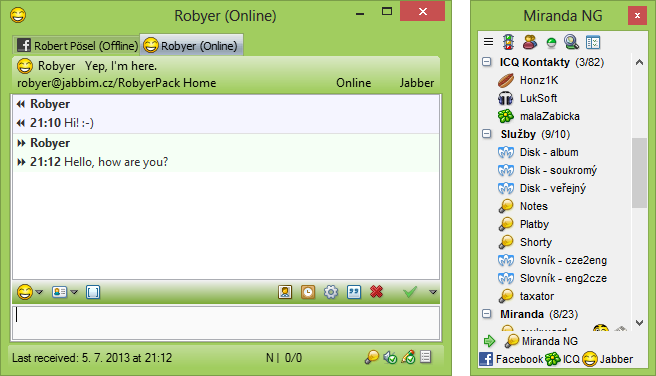 Robyer (Online)
Robert Pösel (Offline)
Robyer (Online)
Robyer Yep, I'm here.
robyer@jabbim.cz/RobyerPack Home Online Jabber
Robyer
21:10 Hi! :-)
Robyer
21:12 Hello, how are you?
Last received: 5. 7. 2013 at 21:12 N | 0/0
Miranda NG
ICQ Kontakty (3/82)
Honz1K
LukSoft
malaZabicka
Služby (9/10)
Disk - album
Disk - soukromý
Disk - veřejný
Notes
Platby
Shorty
Slovník - cze2eng
Slovník - eng2cze
taxator
Miranda (8/23)
Miranda NG
Facebook ICQ Jabber